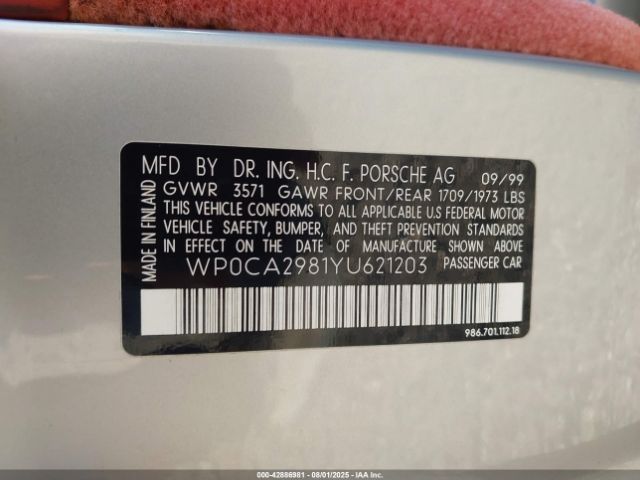 MFD BY DR. ING. H.C. F. PORSCHE AG 09/99
GVWR 3571 GAWR FRONT/REAR 1709/1973 LBS
THIS VEHICLE CONFORMS TO ALL APPLICABLE U.S FEDERAL MOTOR
VEHICLE SAFETY, BUMPER, AND THEFT PREVENTION STANDARDS
IN EFFECT ON THE DATE OF MANUFACTURE SHOWN ABOVE.
WP0CA2981YU621203 PASSENGER CAR
MADE IN FINLAND
986.701.112.18
000-42886981 - 08/01/2025 - IAAI.COM